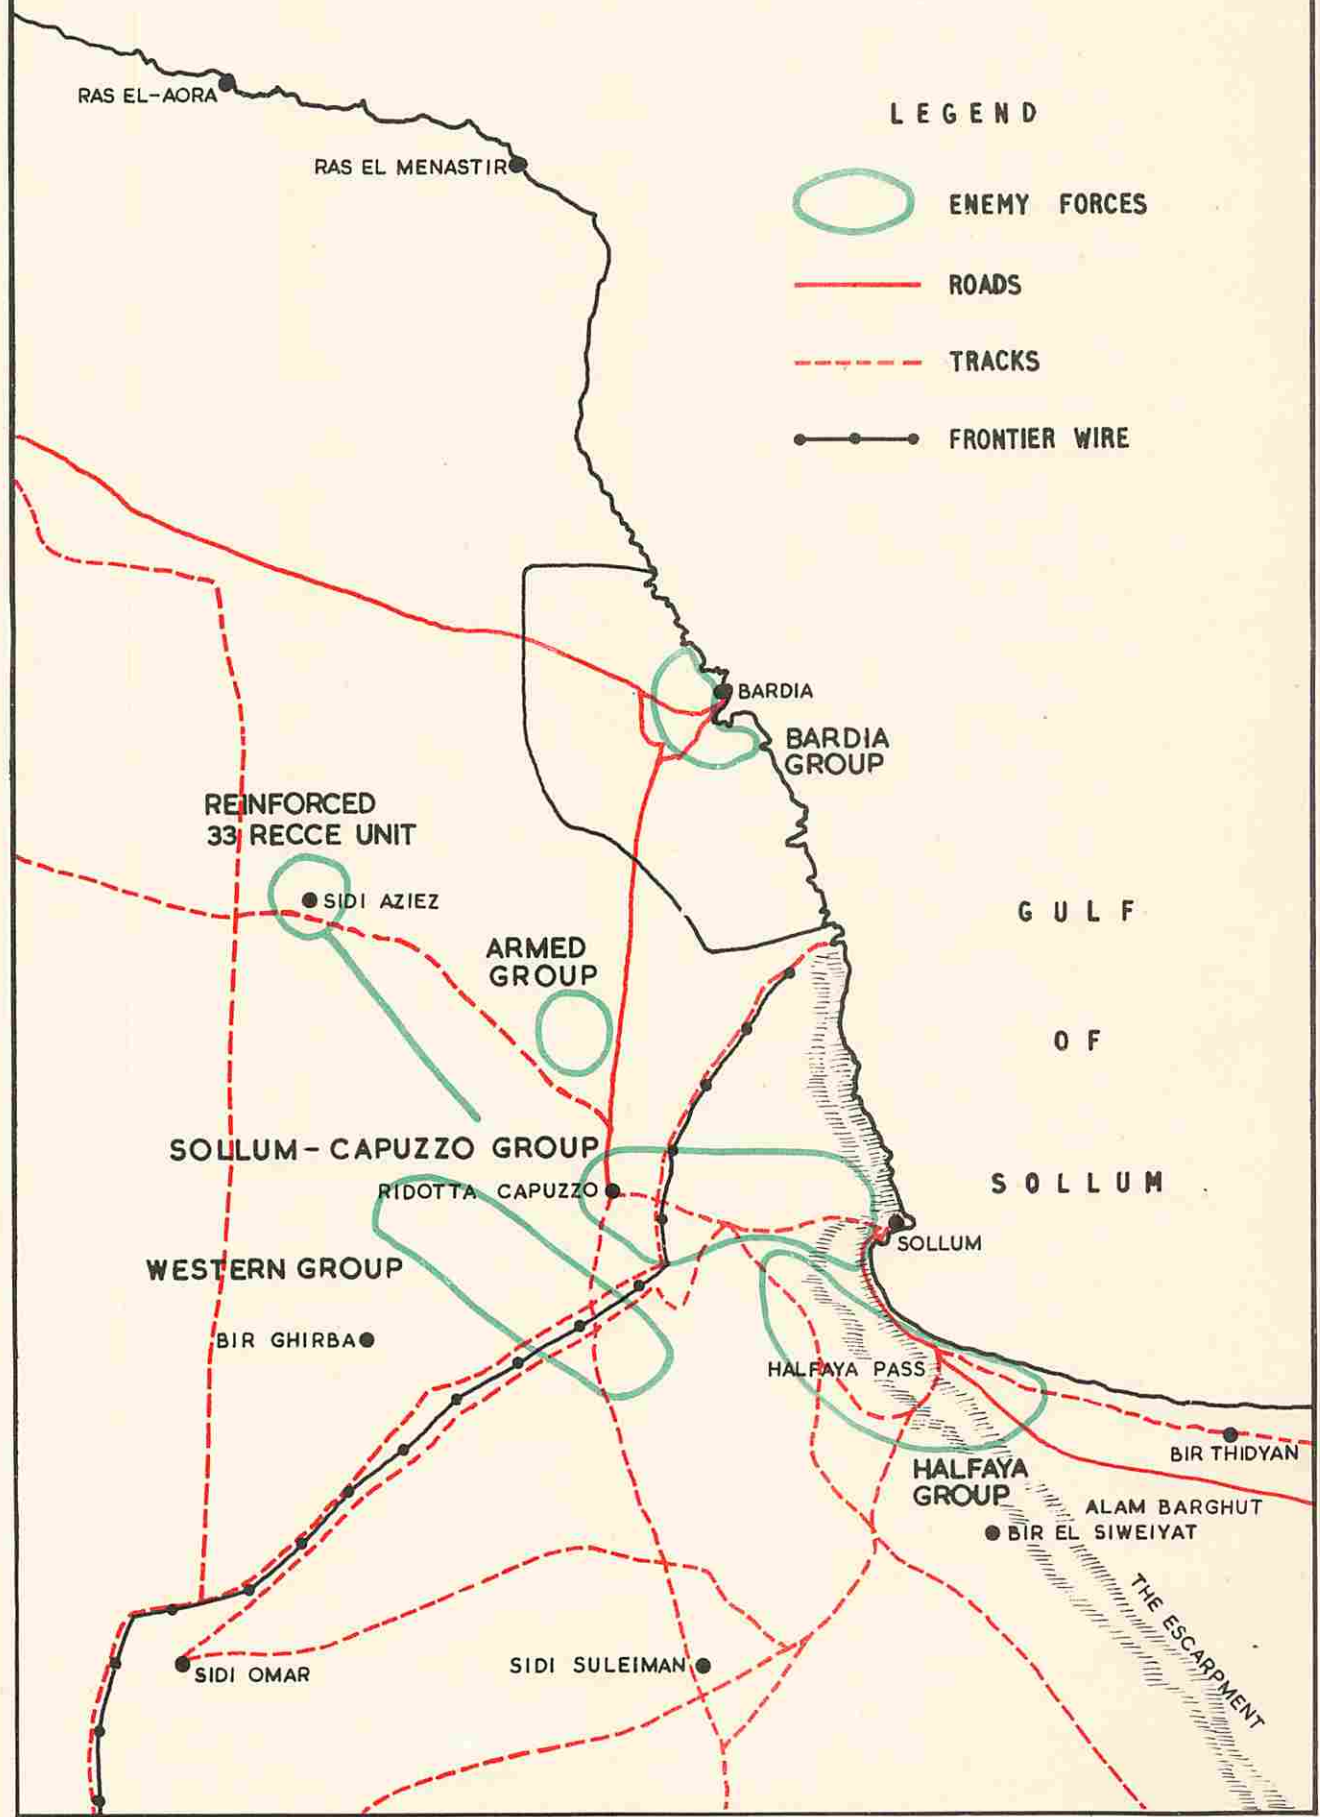 RAS EL-AORA
RAS EL MENASTIR
LEGEND
ENEMY FORCES
ROADS
TRACKS
FRONTIER WIRE
BARDIA
BARDIA
GROUP
REINFORCED
33 RECCE UNIT
SIDI AZIEZ
ARMED
GROUP
GULF
OF
SOLLUM
SOLLUM-CAPUZZO GROUP
RIDOTTA CAPUZZO
SOLLUM
WESTERN GROUP
BIR GHIRBA
HALFAYA PASS
BIR THIDYAN
HALFAYA
GROUP
ALAM BARGHUT
BIR EL SIWEIYAT
THE ESCARPMENT
SIDI OMAR
SIDI SULEIMAN